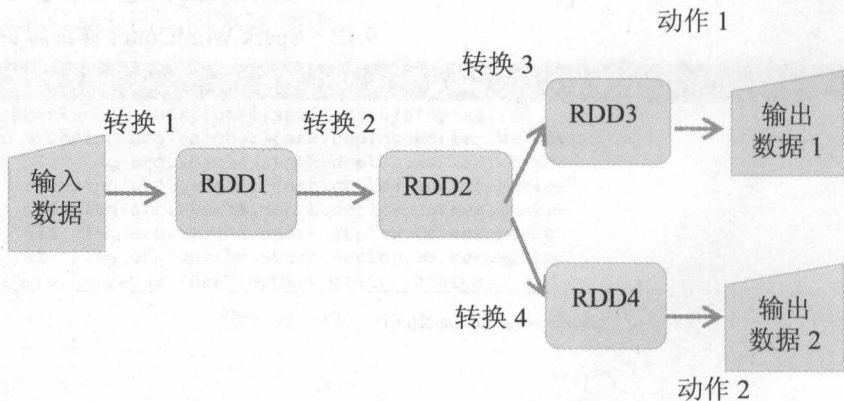 动作 1
转换 3
转换 1
转换 2
RDD3
输出
数据 1
输入
数据
RDD1
RDD2
转换 4
RDD4
输出
数据 2
动作 2